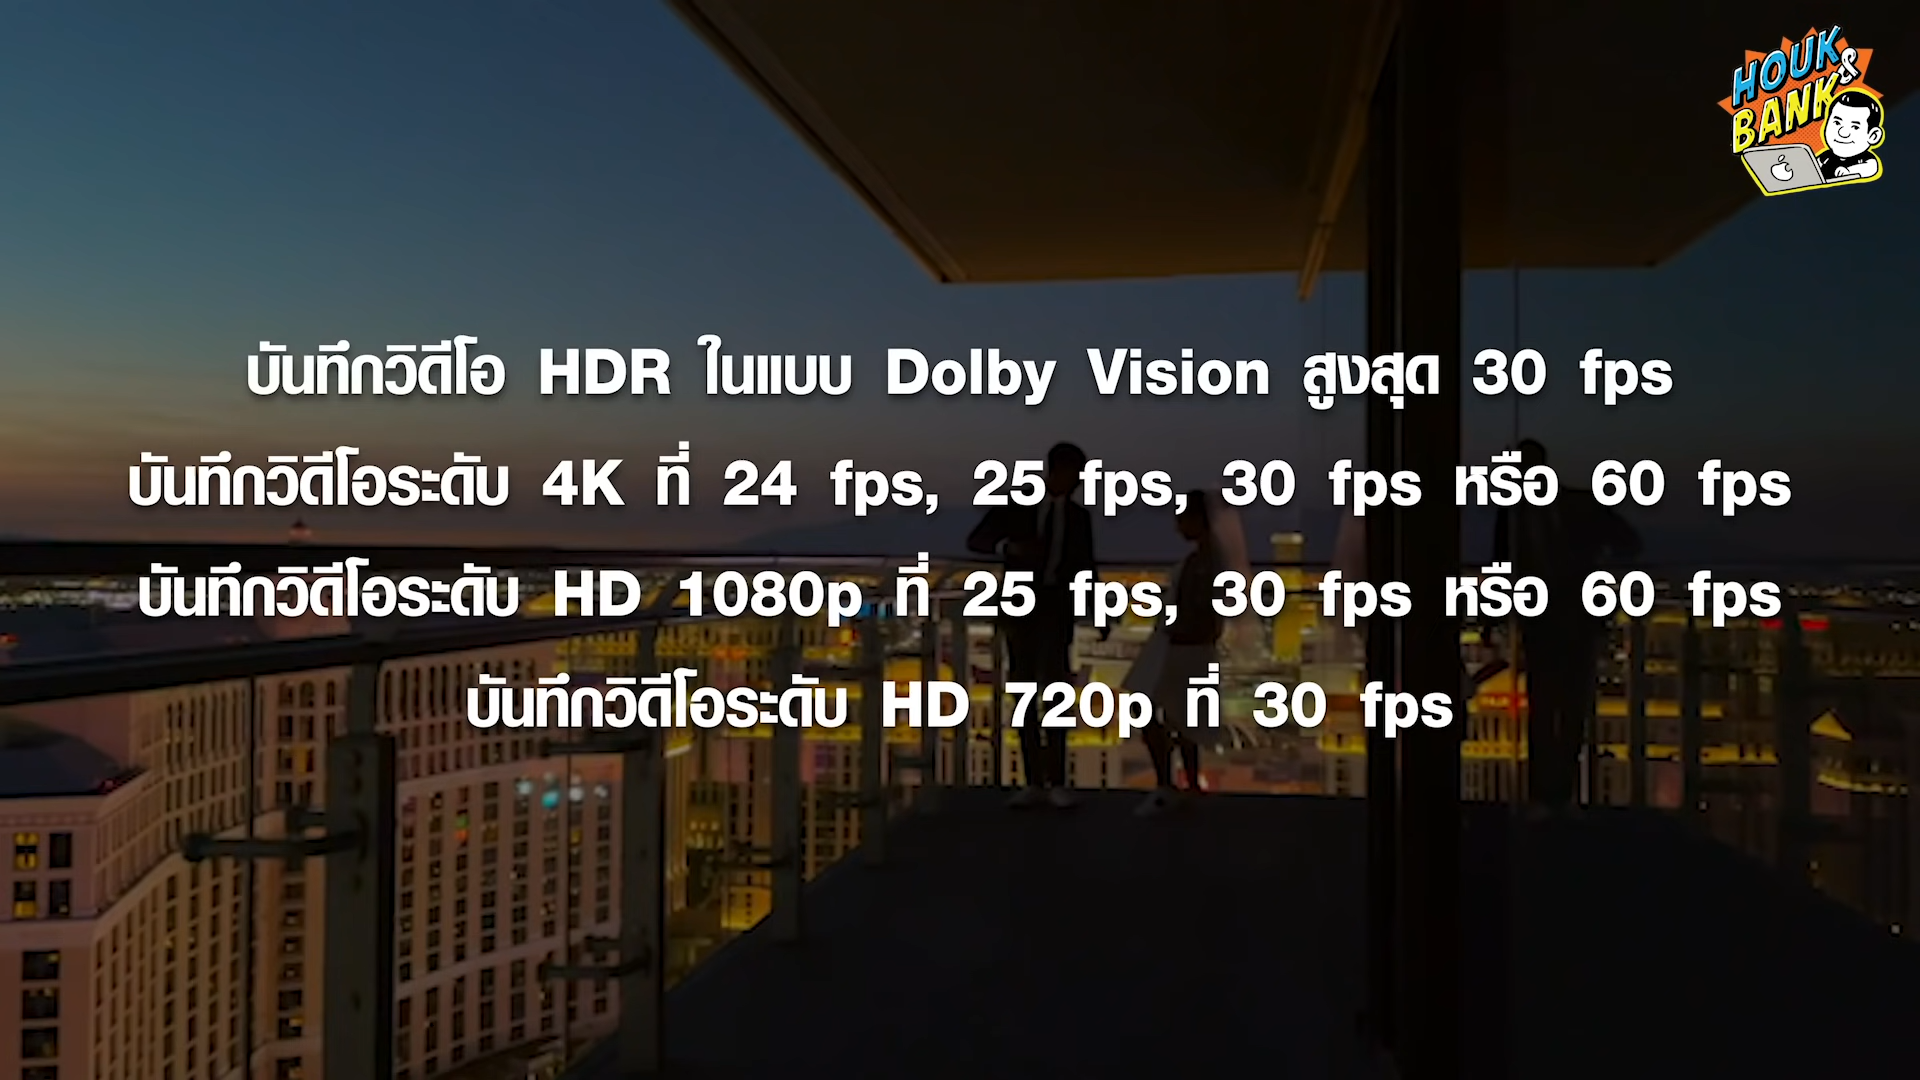 HOUK &
BANK
บันทึกวิดีโอ HDR ในแบบ Dolby Vision สูงสุด 30 fps
บันทึกวิดีโอระดับ 4K ที่ 24 fps, 25 fps, 30 fps หรือ 60 fps
บันทึกวิดีโอระดับ HD 1080p ที่ 25 fps, 30 fps หรือ 60 fps
บันทึกวิดีโอระดับ HD 720p ที่ 30 fps